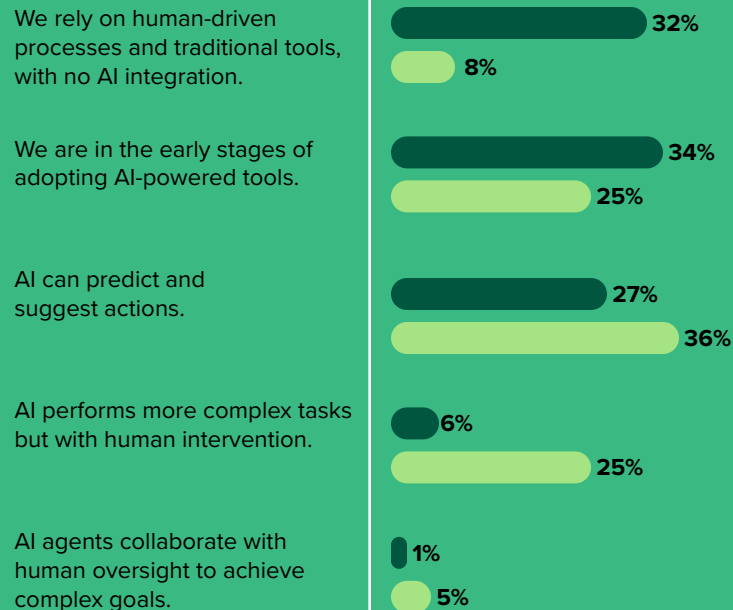 We rely on human-driven
processes and traditional tools,
with no AI integration.
32%
8%
We are in the early stages of
adopting AI-powered tools.
34%
25%
AI can predict and
suggest actions.
27%
36%
AI performs more complex tasks
but with human intervention.
6%
25%
AI agents collaborate with
human oversight to achieve
complex goals.
1%
5%